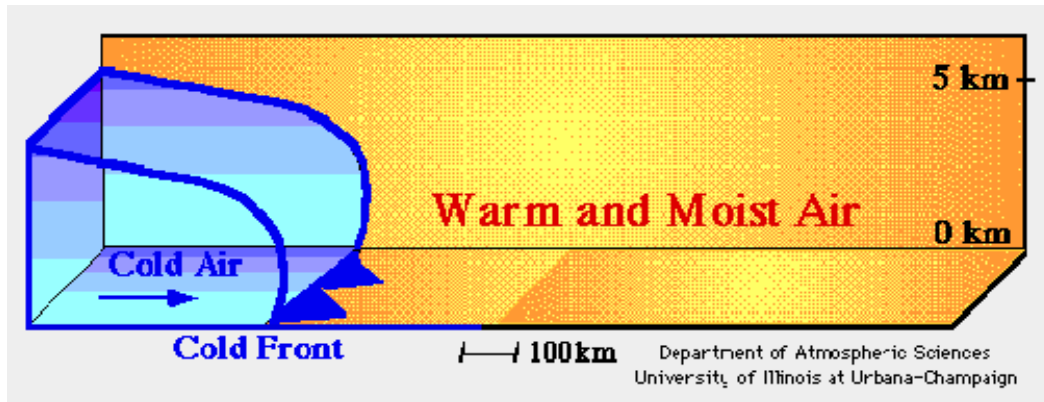 5 km
Warm and Moist Air
0 km
Cold Air
Cold Front
100km
Department of Atmospheric Sciences
University of Illinois at Urbana-Champaign